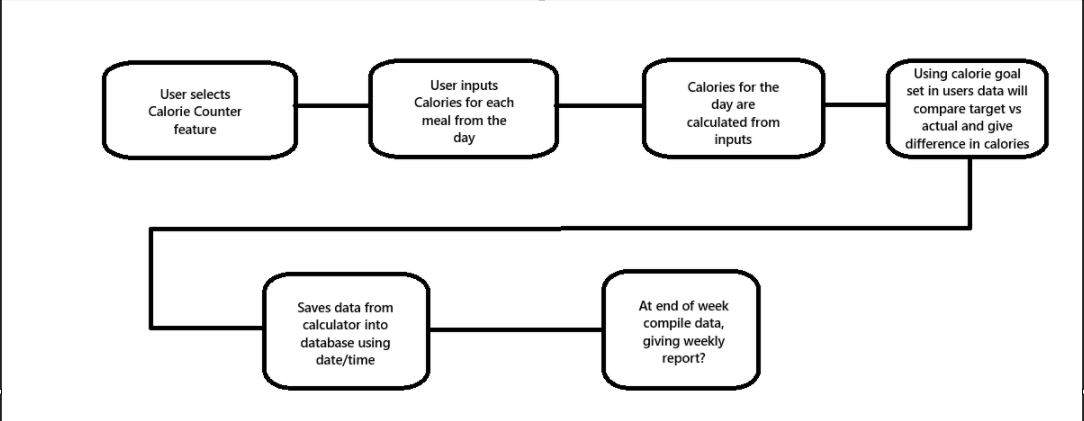 User selects
Calorie Counter
feature
User inputs
Calories for each
meal from the
day
Calories for the
day are
calculated from
inputs
Using calorie goal
set in users data will
compare target vs
actual and give
difference in calories
Saves data from
calculator into
database using
date/time
At end of week
compile data,
giving weekly
report?